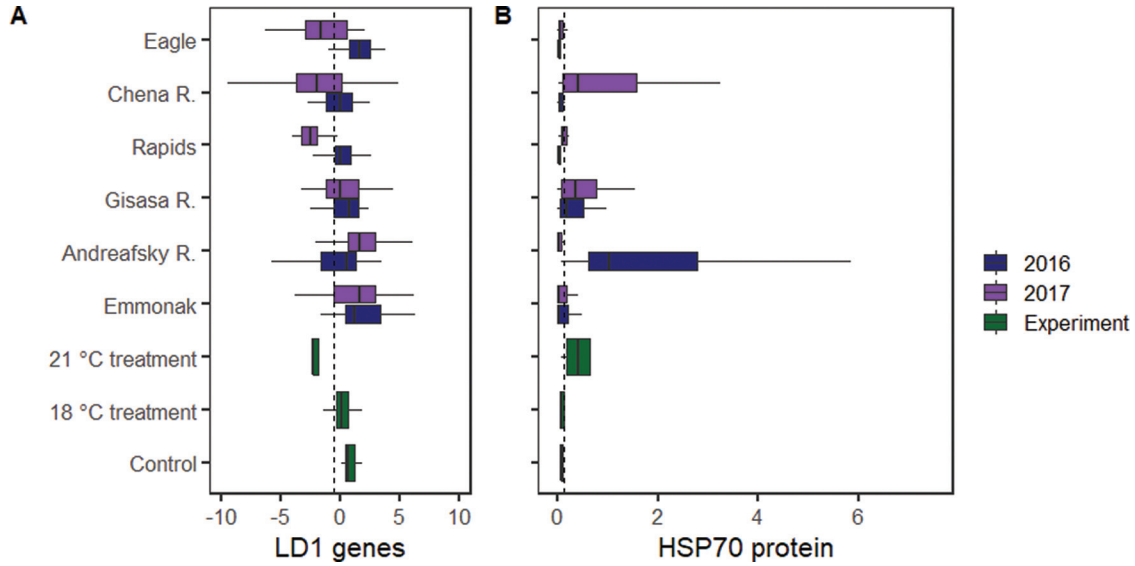 A
B
Eagle
Chena R.
Rapids
Gisasa R.
Andreafsky R.
Emmonak
21 °C treatment
18 °C treatment
Control
2016
2017
Experiment
-10 -5 0 5 10
0 2 4 6
LD1 genes
HSP70 protein